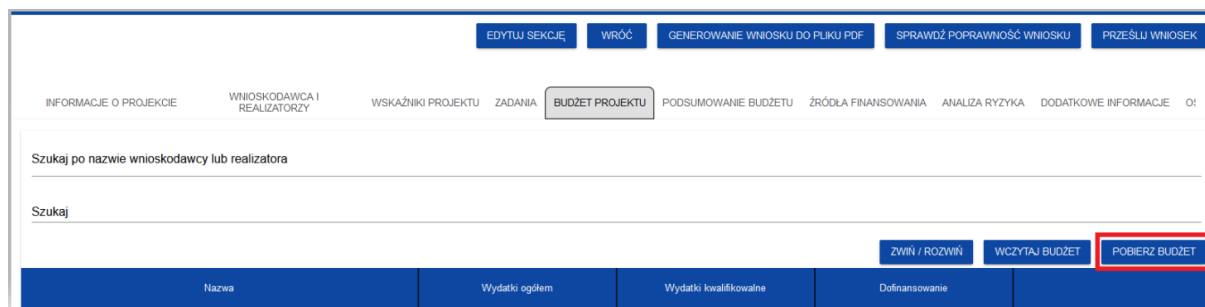 EDYTUJ SEKCJĘ WRÓĆ GENEROWANIE WNIOSKU DO PLIKU PDF SPRAWDŹ POPRAWNOŚĆ WNIOSKU PRZEŚLIJ WNIOSEK
INFORMACJE O PROJEKCIE WNIOSKODAWCA I REALIZATORZY WSKAŹNIKI PROJEKTU ZADANIA BUDŻET PROJEKTU PODSUMOWANIE BUDŻETU ŹRÓDŁA FINANSOWANIA ANALIZA RYZYKA DODATKOWE INFORMACJE
Szukaj po nazwie wnioskodawcy lub realizatora
Szukaj
ZWIŃ / ROZWIŃ WCZYTAJ BUDŻET POBIERZ BUDŻET
Nazwa Wydatki ogółem Wydatki kwalifikowalne Dofinansowanie